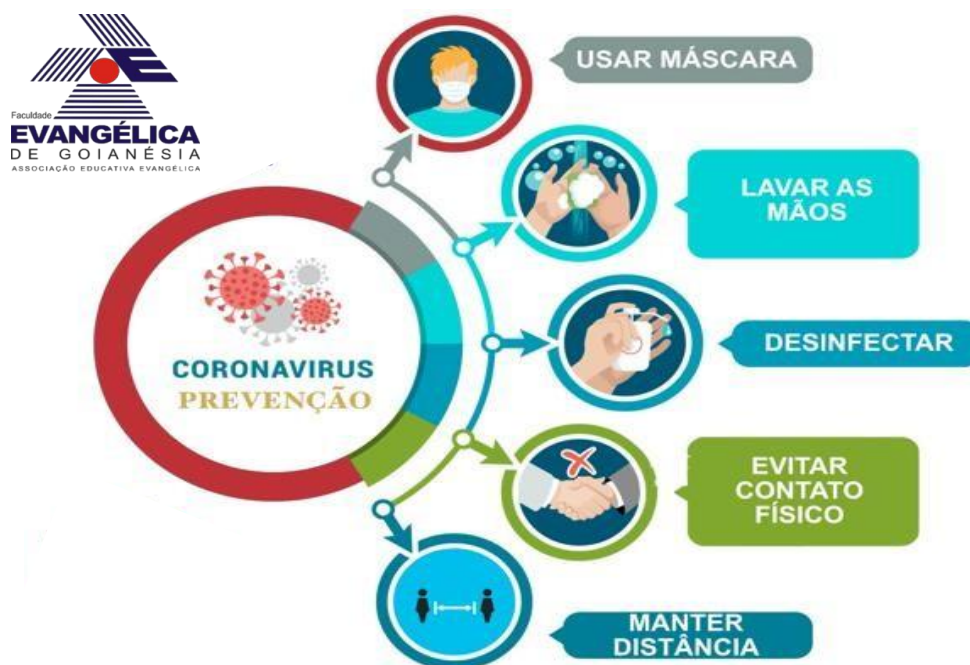 Faculdade
EVANGÉLICA
DE GOIANÉSIA
ASSOCIAÇÃO EDUCATIVA EVANGÉLICA
USAR MÁSCARA
LAVAR AS
MÃOS
CORONAVIRUS
PREVENÇÃO
DESINFECTAR
EVITAR
CONTATO
FÍSICO
MANTER
DISTÂNCIA